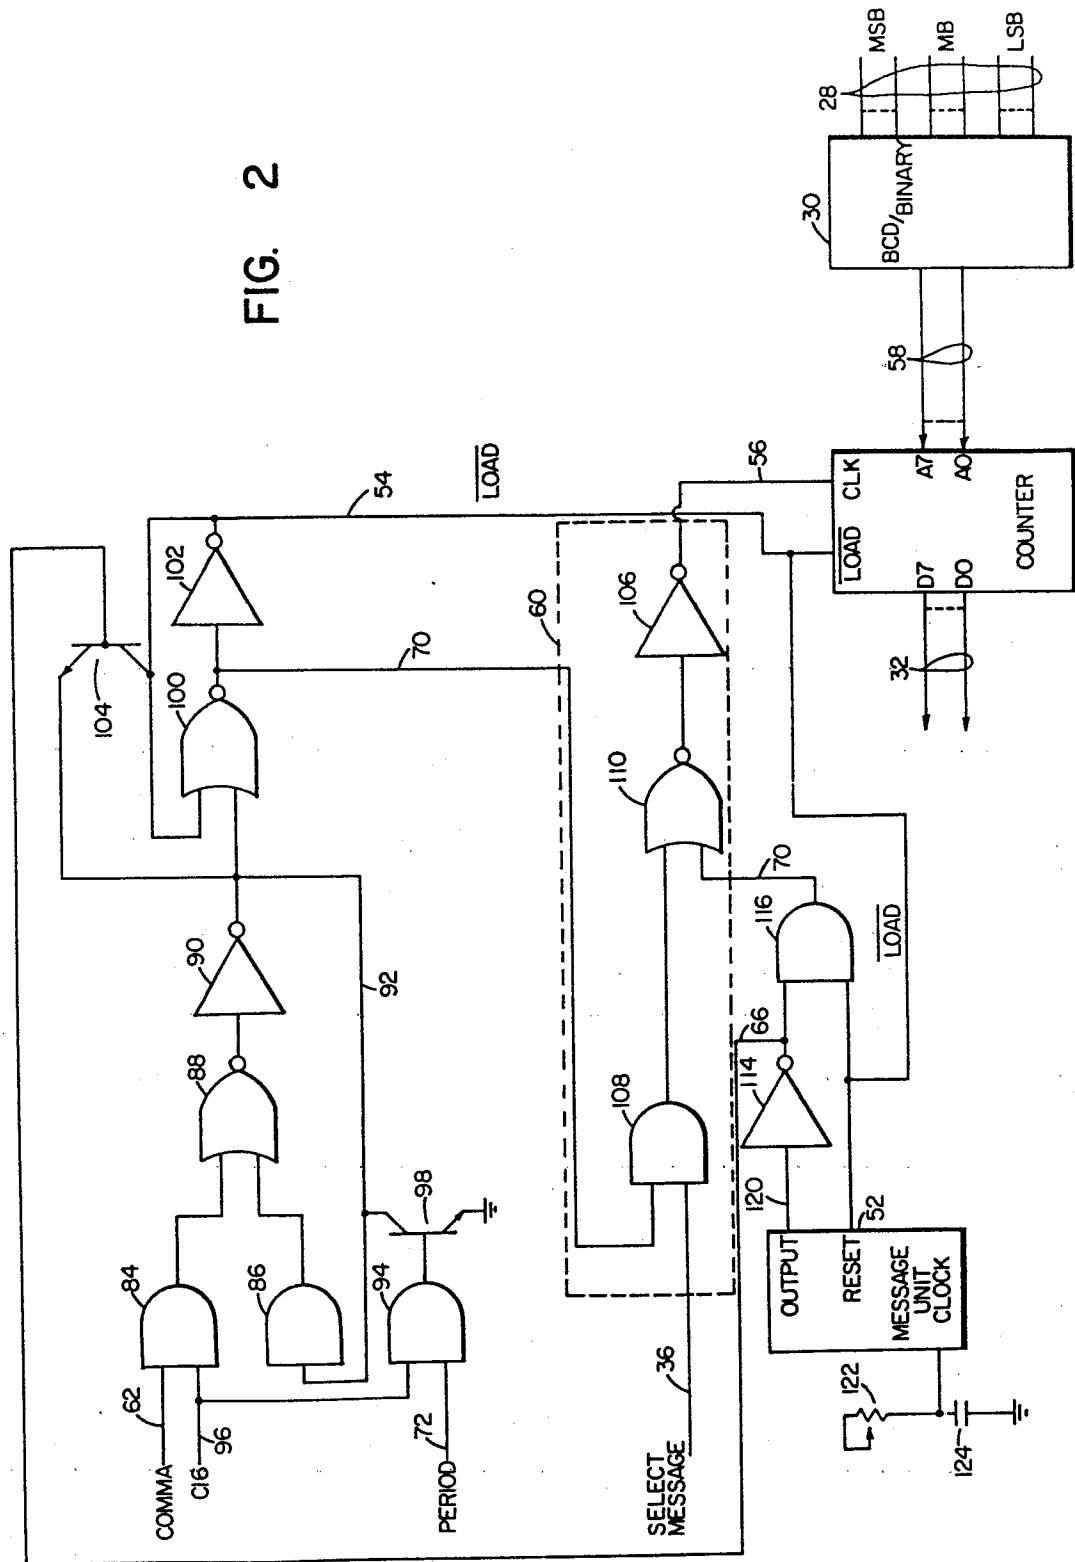 FIG. 2
COMMA
62
C16
96
PERIOD
72
84
86
94
98
88
90
92
104
100
102
70
54
LOAD
SELECT
MESSAGE
36
60
108
110
106
56
70
66
116
114
LOAD
120
52
OUTPUT
RESET
MESSAGE
UNIT
CLOCK
122
124
LOAD CLK
D7 A7
D0 A0
COUNTER
32
58
30
BCD/BINARY
28
MSB
MB
LSB